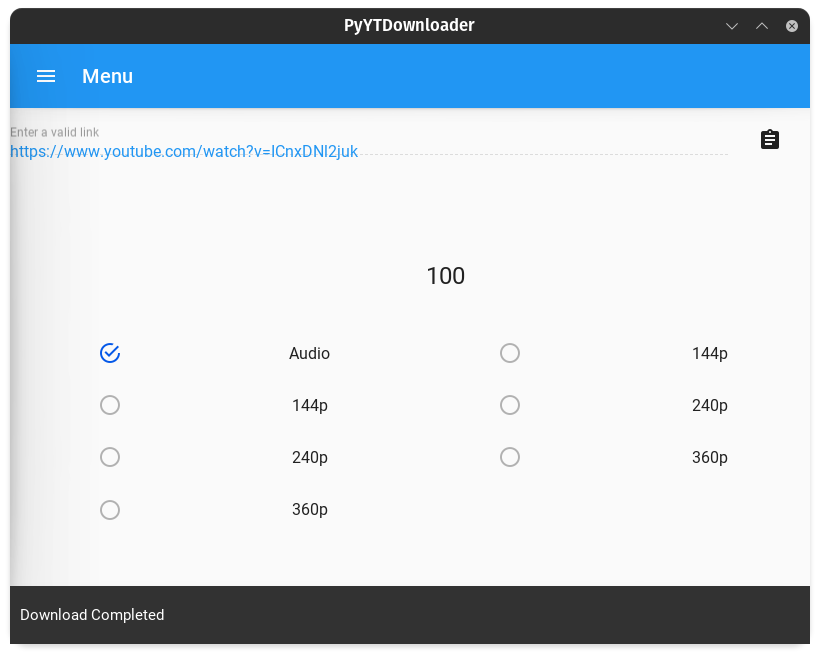 PyYTDownloader
Menu
Enter a valid link
https://www.youtube.com/watch?v=ICnxDNl2juk
100
Audio 144p
144p 240p
240p 360p
360p
Download Completed